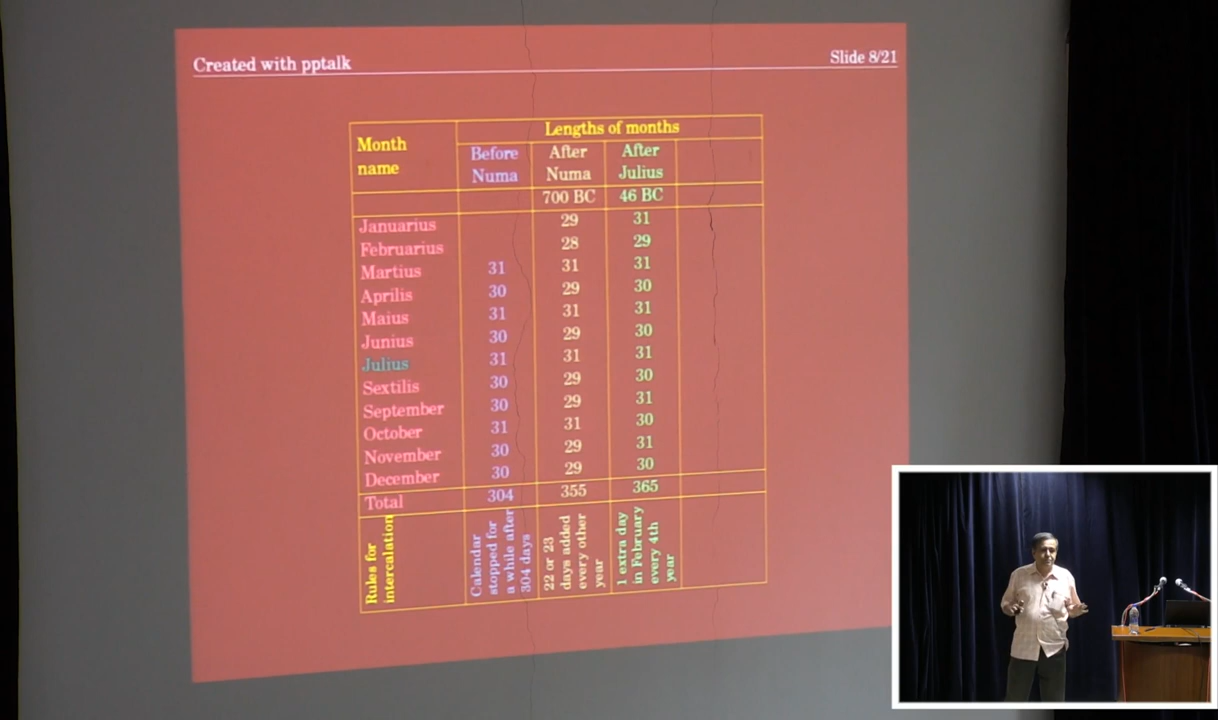 Created with pptalk Slide 8/21
Month name Lengths of months
Before Numa After Numa After Julius
700 BC 46 BC
Januarius 29 31
Februarius 28 29
Martius 31 31 31
Aprilis 30 29 30
Maius 31 31 31
Junius 30 29 30
Julius 31 31 31
Sextilis 30 29 30
September 30 29 31
October 31 31 30
November 30 29 31
December 30 29 30
Total 304 355 365
Rules for
intercalation
Calendar
stopped for
a while after
304 days
22 or 23
days added
every other
year
1 extra day
in February
every 4th
year